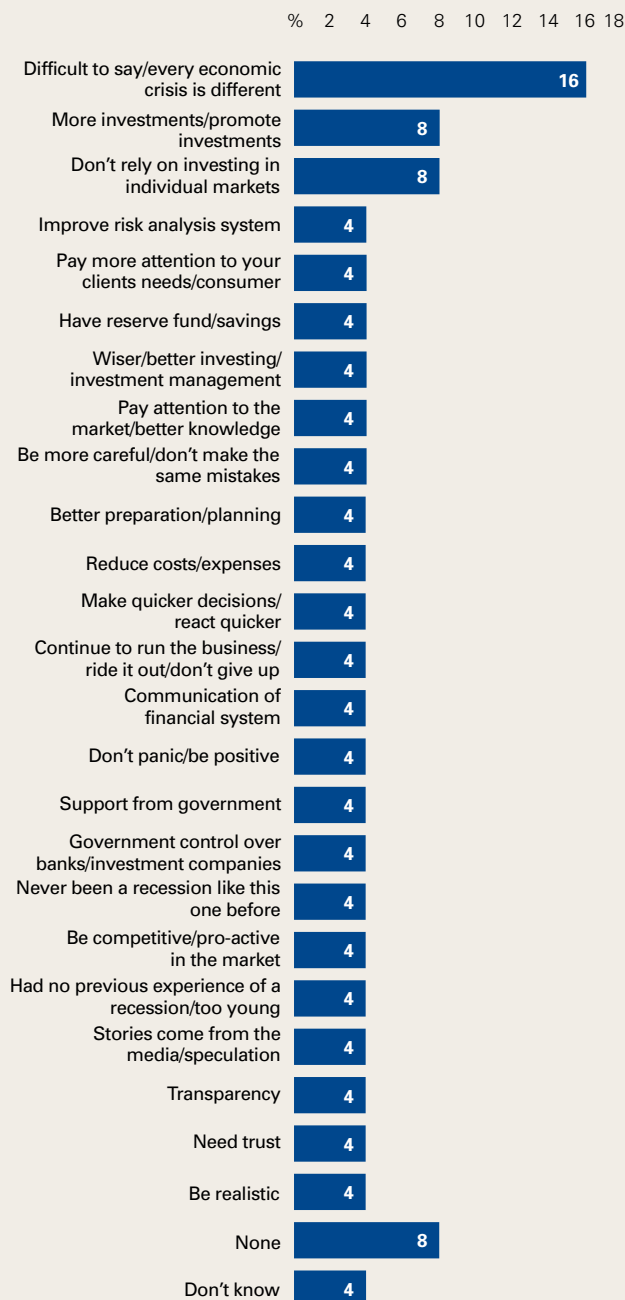 % 2 4 6 8 10 12 14 16 18
Difficult to say/every economic
crisis is different
16
More investments/promote
investments
8
Don't rely on investing in
individual markets
8
Improve risk analysis system
4
Pay more attention to your
clients needs/consumer
4
Have reserve fund/savings
4
Wiser/better investing/
investment management
4
Pay attention to the
market/better knowledge
4
Be more careful/don't make the
same mistakes
4
Better preparation/planning
4
Reduce costs/expenses
4
Make quicker decisions/
react quicker
4
Continue to run the business/
ride it out/don't give up
4
Communication of
financial system
4
Don't panic/be positive
4
Support from government
4
Government control over
banks/investment companies
4
Never been a recession like this
one before
4
Be competitive/pro-active
in the market
4
Had no previous experience of a
recession/too young
4
Stories come from the
media/speculation
4
Transparency
4
Need trust
4
Be realistic
4
None
8
Don't know
4